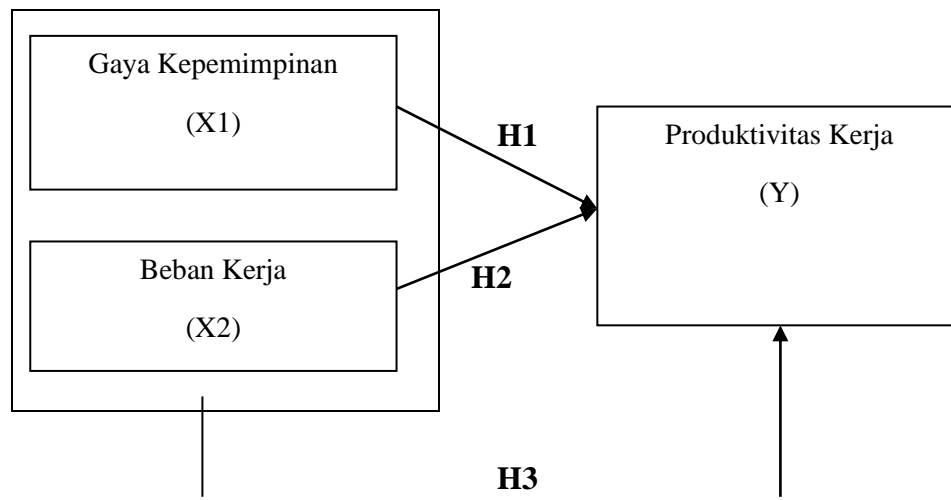 Gaya Kepemimpinan
(X1)
H1
Produktivitas Kerja
(Y)
Beban Kerja
(X2)
H2
H3